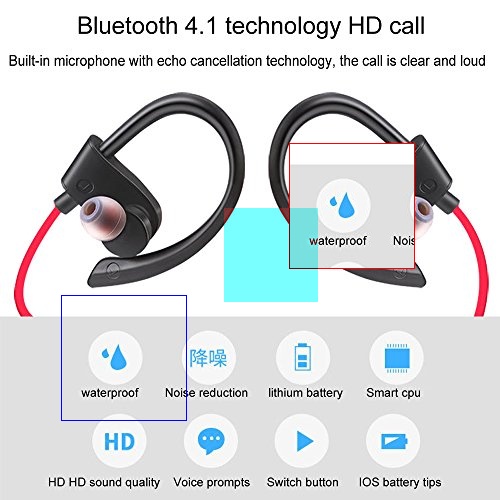 Bluetooth 4.1 technology HD call
Built-in microphone with echo cancellation technology, the call is clear and loud
waterproof Nois
降噪
waterproof Noise reduction lithium battery Smart cpu
HD
HD HD sound quality Voice prompts Switch button IOS battery tips